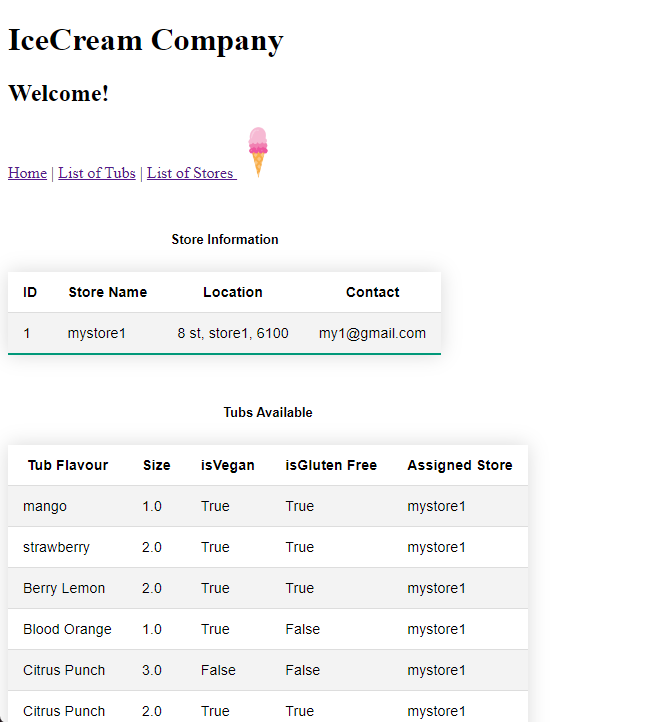 IceCream Company
Welcome!
Home | List of Tubs | List of Stores
Store Information
ID Store Name Location Contact
1 mystore1 8 st, store1, 6100 my1@gmail.com
Tubs Available
Tub Flavour Size isVegan isGluten Free Assigned Store
mango 1.0 True True mystore1
strawberry 2.0 True True mystore1
Berry Lemon 2.0 True True mystore1
Blood Orange 1.0 True False mystore1
Citrus Punch 3.0 False False mystore1
Citrus Punch 2.0 True True mystore1